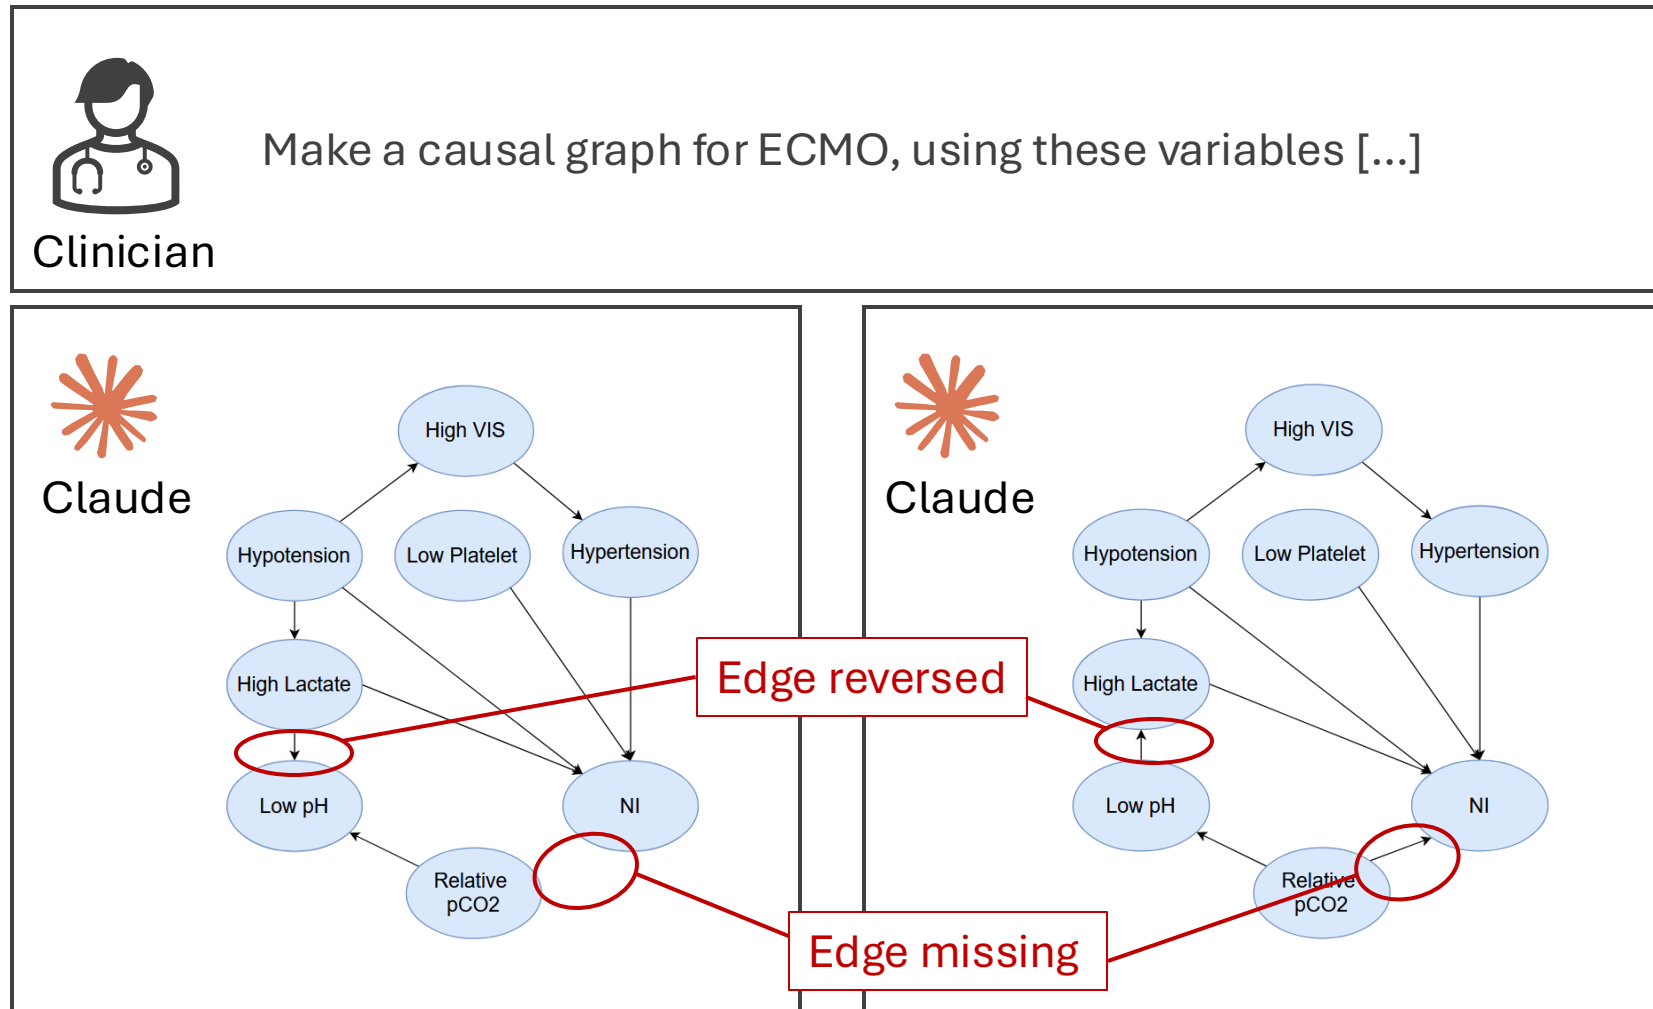 Make a causal graph for ECMO, using these variables [...]
Clinician
Claude
High VIS
Hypotension
Low Platelet
Hypertension
High Lactate
Low pH
NI
Relative
pCO2
Edge reversed
Edge missing
Claude
High VIS
Hypotension
Low Platelet
Hypertension
High Lactate
Low pH
NI
Relative
pCO2